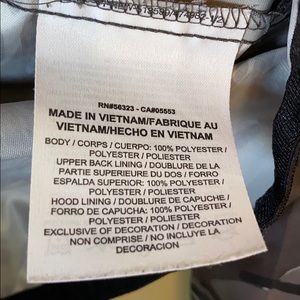 RN#56323 - CA#05553
MADE IN VIETNAM/FABRIQUE AU
VIETNAM/HECHO EN VIETNAM
BODY / CORPS / CUERPO: 100% POLYESTER /
POLYESTER / POLIESTER
UPPER BACK LINING / DOUBLURE DE LA
PARTIE SUPERIEURE DU DOS / FORRO DE
ESPALDA SUPERIOR: 100% POLYESTER /
POLYESTER / POLIESTER
HOOD LINING / DOUBLURE DE CAPUCHE /
FORRO DE CAPUCHA: 100% POLYESTER /
POLYESTER / POLIESTER
EXCLUSIVE OF DECORATION / DECORATION
NON COMPRISE / NO INCLUYE LA
DECORACION